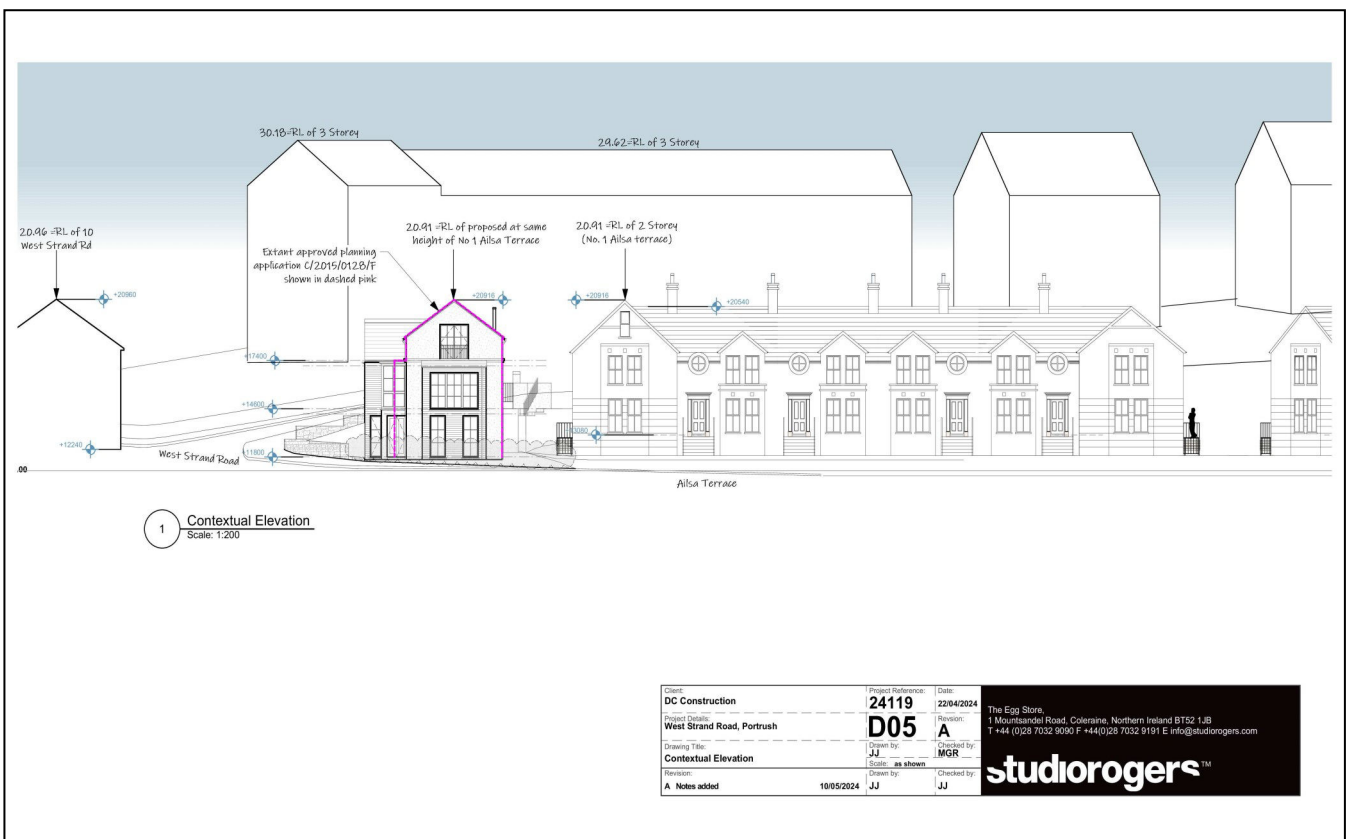 30.18=RL of 3 Storey
29.62=RL of 3 Storey
20.96 =RL of 10
West Strand Rd
20.91 =RL of proposed at same
height of No 1 Ailsa Terrace
20.91 =RL of 2 Storey
(No. 1 Ailsa terrace)
Extant approved planning
application C/2015/0128/F
shown in dashed pink
+20960
+20916
+20916
+20540
+17400
+14600
+12240
3080
+11800
West Strand Road
.00
Ailsa Terrace
1
Contextual Elevation
Scale: 1:200
Client:
DC Construction
Project Reference:
24119
Date:
22/04/2024
Project Details:
West Strand Road, Portrush
D05
Revision:
A
Drawing Title:
Contextual Elevation
Drawn by:
JJ
Checked by:
MGR
Scale: as shown
Revision:
A Notes added 10/05/2024
Drawn by:
JJ
Checked by:
JJ
The Egg Store,
1 Mountsandel Road, Coleraine, Northern Ireland BT52 1JB
T +44 (0)28 7032 9090 F +44(0)28 7032 9191 E info@studiorogers.com
studiorogers™